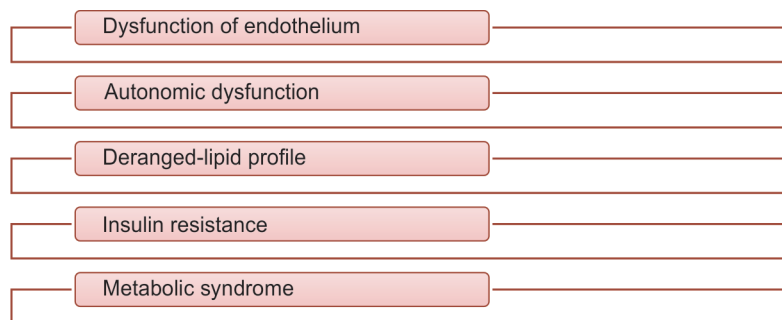 Dysfunction of endothelium
Autonomic dysfunction
Deranged-lipid profile
Insulin resistance
Metabolic syndrome